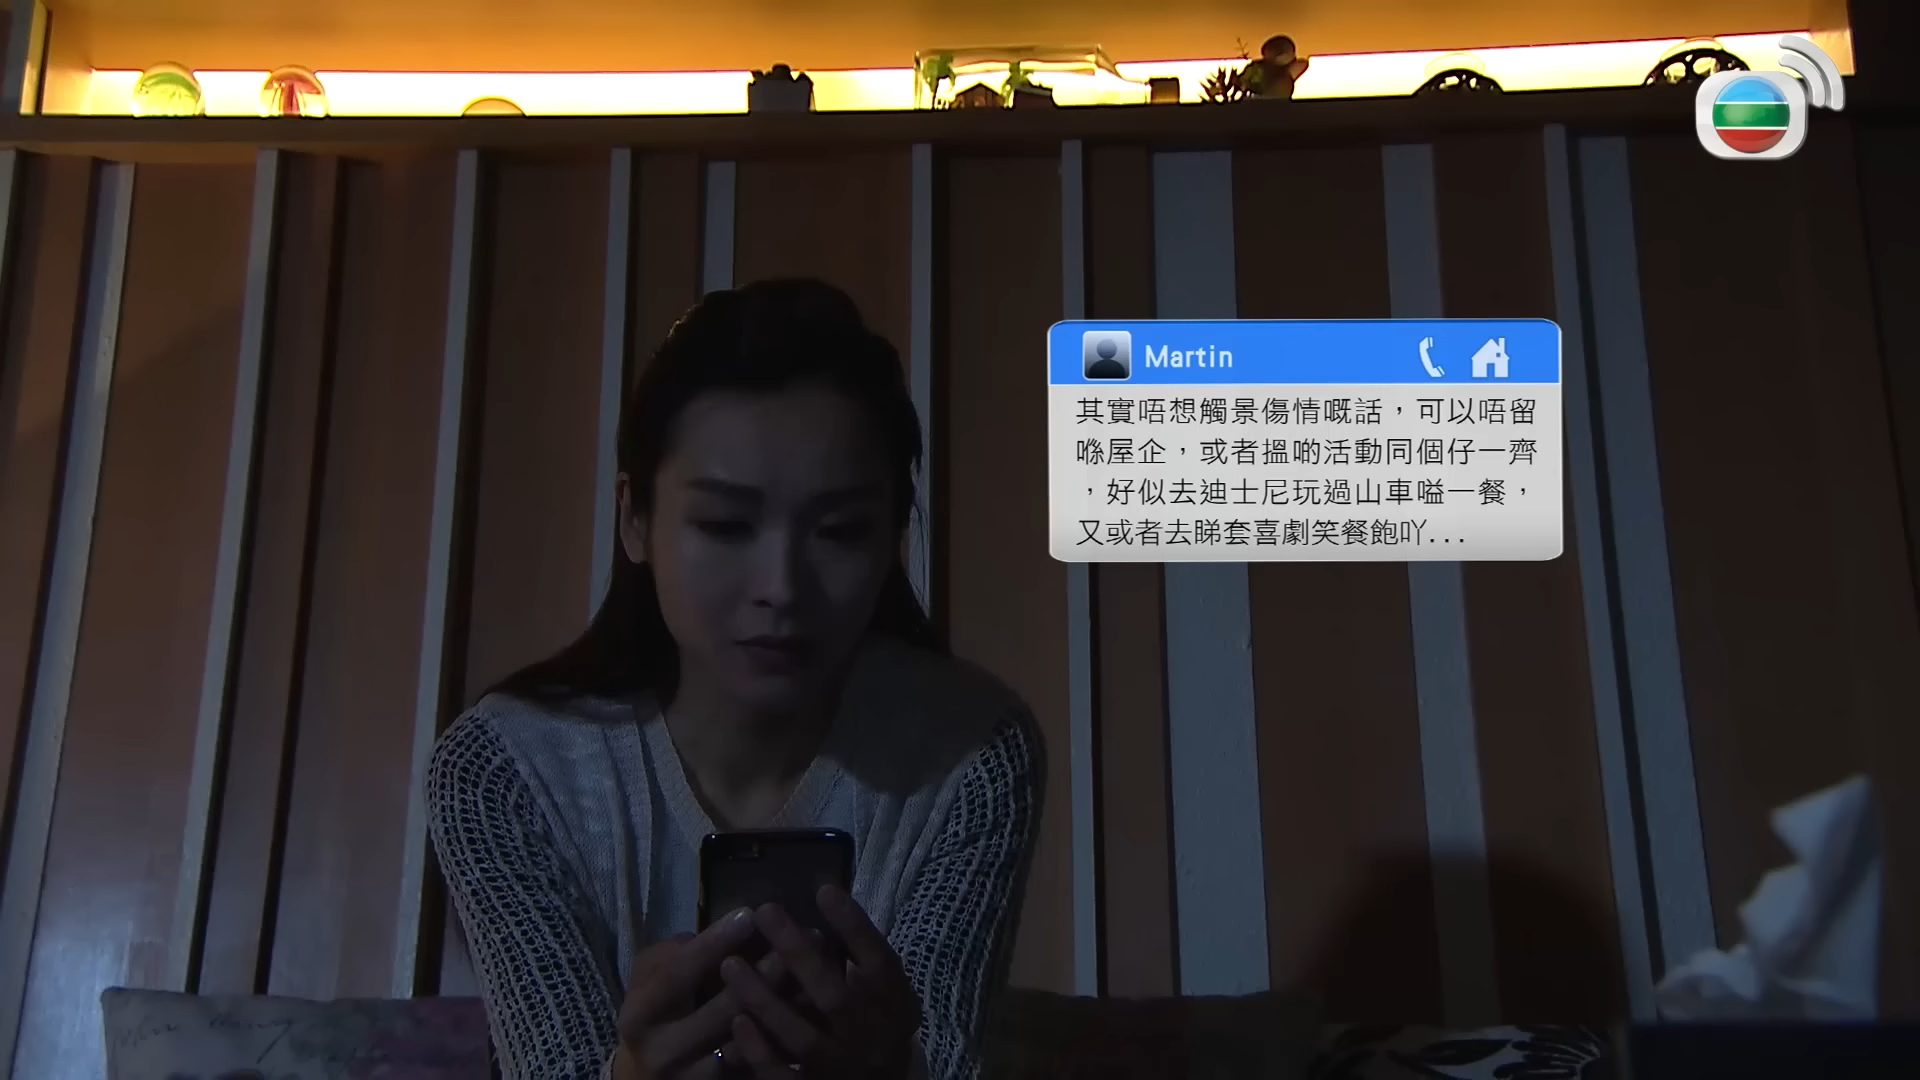 Martin
其實唔想觸景傷情嘅話，可以唔留
喺屋企，或者搵啲活動同個仔一齊
，好似去迪士尼玩過山車嗌一餐，
又或者去睇套喜劇笑餐飽吖...